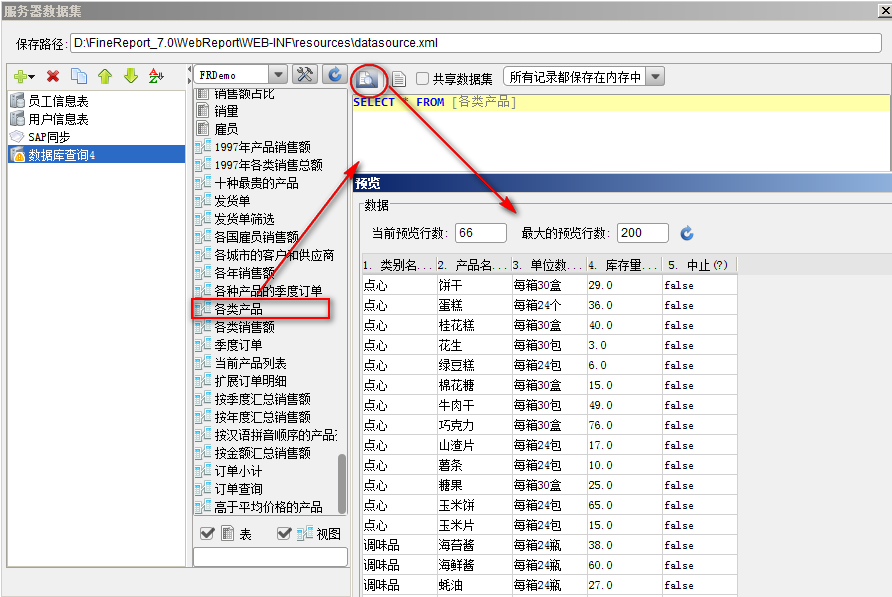 服务器数据集
保存路径: D:\FineReport_7.0\WebReport\WEB-INF\resources\datasource.xml
员工信息表
用户信息表
SAP同步
数据库查询4
FRDemo
销售额占比
销量
雇员
1997年产品销售额
1997年各类销售总额
十种最贵的产品
发货单
发货单筛选
各国雇员销售额
各城市的客户和供应商
各年销售额
各种产品的季度订单
各类产品
各类销售额
季度订单
当前产品列表
扩展订单明细
按季度汇总销售额
按年度汇总销售额
按汉语拼音顺序的产品
按金额汇总销售额
订单小计
订单查询
高于平均价格的产品
表 视图
共享数据集 所有记录都保存在内存中
SELECT * FROM [各类产品]
预览
数据
当前预览行数: 66 最大的预览行数: 200
1. 类别名... 2. 产品名... 3. 单位数... 4. 库存量... 5. 中止(?)
点心 饼干 每箱30盒 29.0 false
点心 蛋糕 每箱24个 36.0 false
点心 桂花糕 每箱30盒 40.0 false
点心 花生 每箱30包 3.0 false
点心 绿豆糕 每箱24包 6.0 false
点心 棉花糖 每箱30盒 15.0 false
点心 牛肉干 每箱30包 49.0 false
点心 巧克力 每箱30盒 76.0 false
点心 山渣片 每箱24包 17.0 false
点心 薯条 每箱24包 10.0 false
点心 糖果 每箱30盒 25.0 false
点心 玉米饼 每箱24包 65.0 false
点心 玉米片 每箱24包 15.0 false
调味品 海苔酱 每箱24瓶 38.0 false
调味品 海鲜酱 每箱24瓶 60.0 false
调味品 蚝油 每箱24瓶 27.0 false